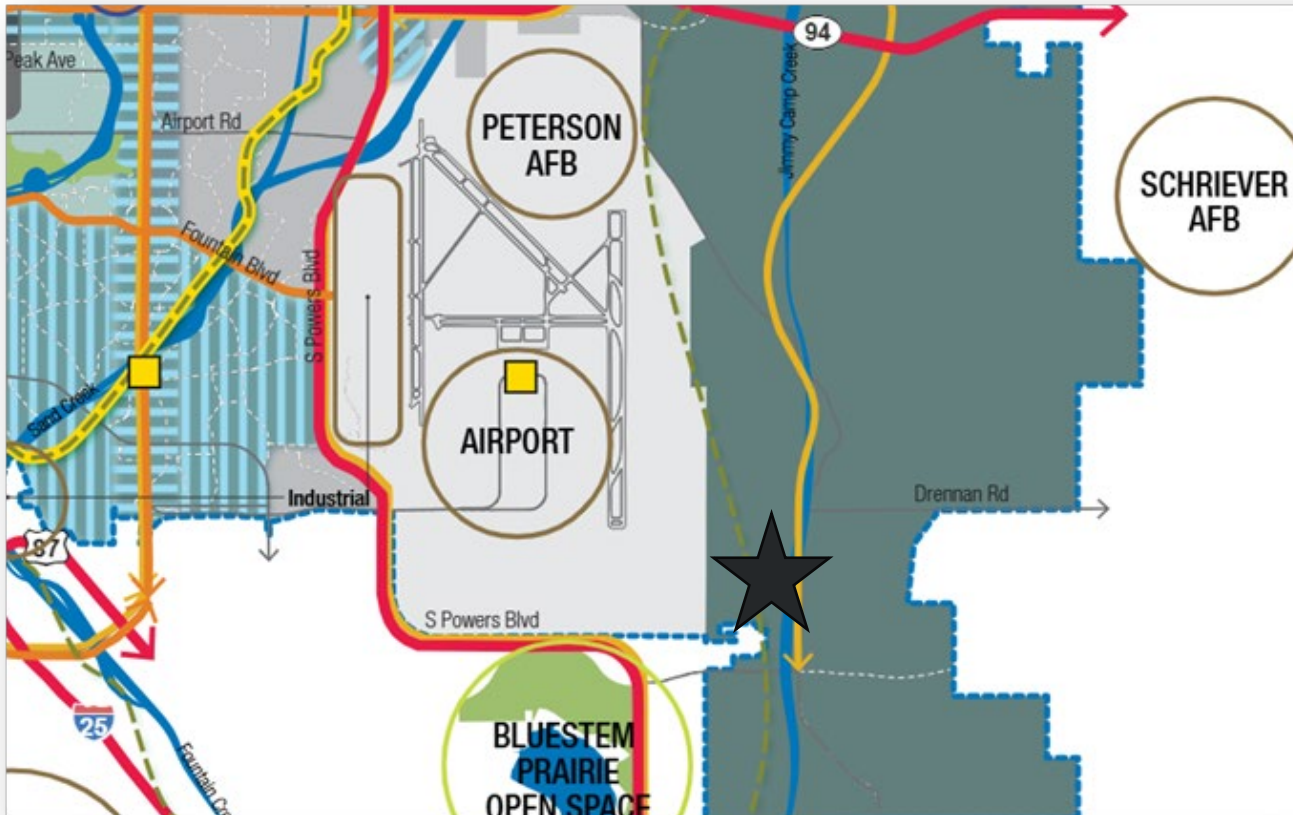 94
Peak Ave
Jimmy Camp Creek
Airport Rd
PETERSON
AFB
SCHRIEVER
AFB
Fountain Blvd
S Powers Blvd
Sand Creek
AIRPORT
Industrial
Drennan Rd
87
S Powers Blvd
25
BLUESTEM
PRAIRIE
OPEN SPACE
Fountain